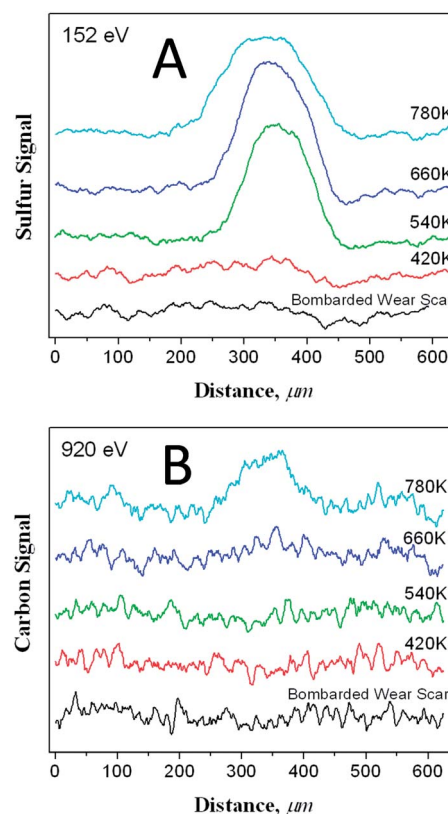 152 eV
A
780K
660K
540K
420K
Bombarded Wear Scar
Sulfur Signal
0 100 200 300 400 500 600
Distance, μm
920 eV
B
780K
660K
540K
420K
Bombarded Wear Scar
Carbon Signal
0 100 200 300 400 500 600
Distance, μm